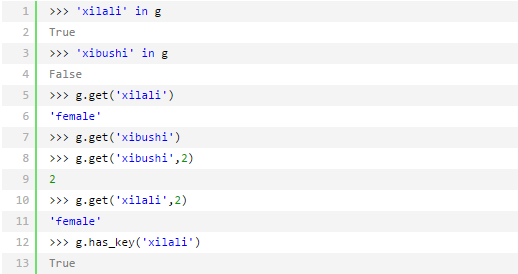 1 >>> 'xilali' in g
2 True
3 >>> 'xibushi' in g
4 False
5 >>> g.get('xilali')
6 'female'
7 >>> g.get('xibushi')
8 >>> g.get('xibushi',2)
9 2
10 >>> g.get('xilali',2)
11 'female'
12 >>> g.has_key('xilali')
13 True